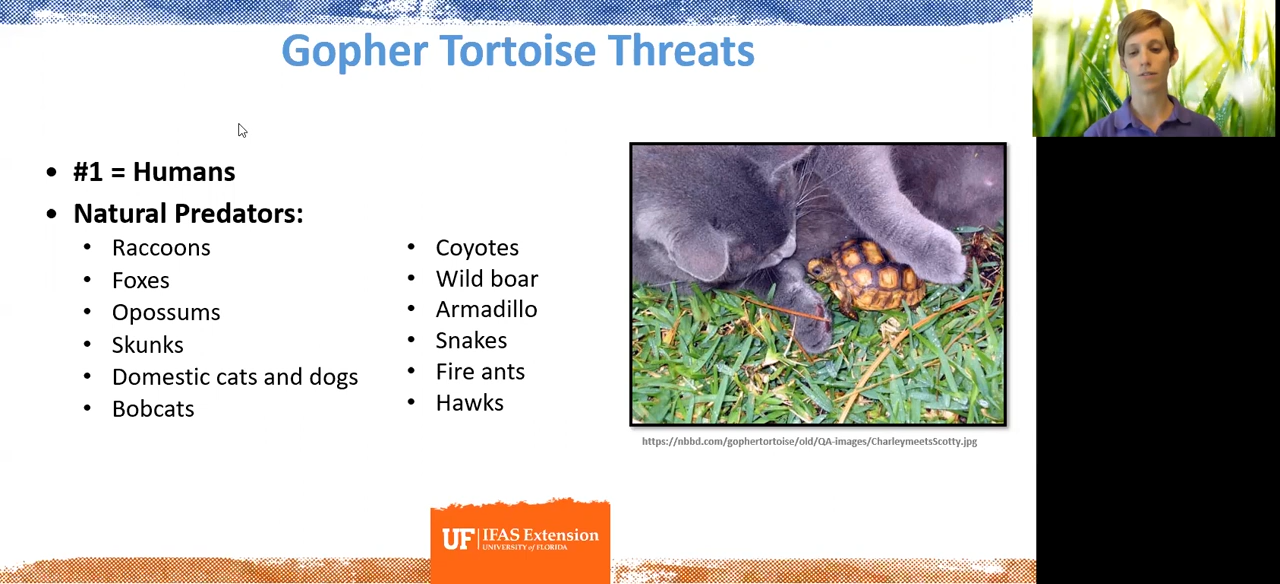 Gopher Tortoise Threats
#1 = Humans
Natural Predators:
Raccoons
Foxes
Opossums
Skunks
Domestic cats and dogs
Bobcats
Coyotes
Wild boar
Armadillo
Snakes
Fire ants
Hawks
https://nbbd.com/gophertortoise/old/QA-images/CharleymeetsScotty.jpg
UF IFAS Extension
UNIVERSITY of FLORIDA